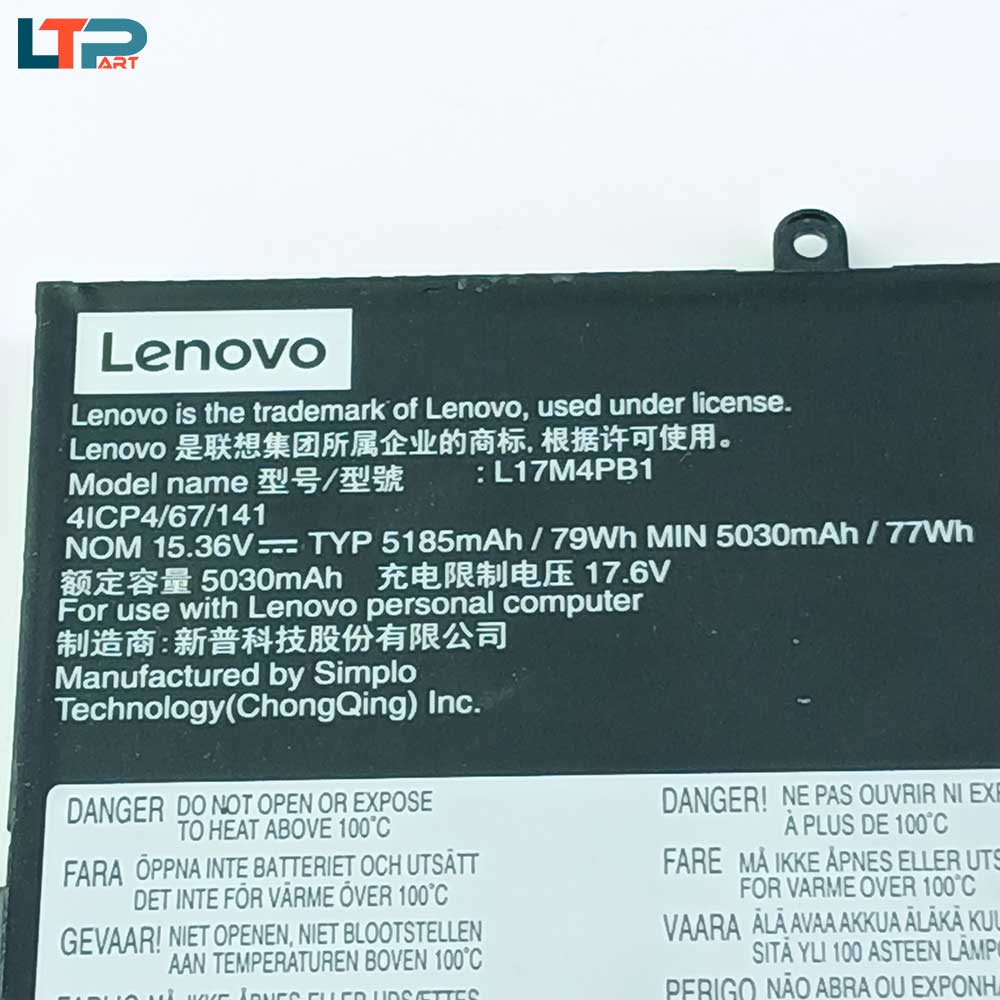 LTP
ART
Lenovo
Lenovo is the trademark of Lenovo, used under license.
Lenovo 是联想集团所属企业的商标, 根据许可使用。
Model name 型号/型號 : L17M4PB1
4ICP4/67/141
NOM 15.36V⎓ TYP 5185mAh / 79Wh MIN 5030mAh / 77Wh
额定容量 5030mAh 充电限制电压 17.6V
For use with Lenovo personal computer
制造商: 新普科技股份有限公司
Manufactured by Simplo
Technology(ChongQing) Inc.
DANGER DO NOT OPEN OR EXPOSE
TO HEAT ABOVE 100°C
FARA ÖPPNA INTE BATTERIET OCH UTSÄTT
DET INTE FÖR VÄRME ÖVER 100°C
GEVAAR! NIET OPENEN, NIET BLOOTSTELLEN
AAN TEMPERATUREN BOVEN 100°C
MÅ IKKE ÅBNES ELLER UDSÆTTES
DANGER! NE PAS OUVRIR NI
À PLUS DE 100°C
FARE MÅ IKKE ÅPNES ELLER
FOR VARME OVER 100°C
VAARA ÄLÄ AVAA AKKUA ÄLÄKÄ
SITÄ YLI 100 ASTEEN
PERIGO NÃO ABRA OU